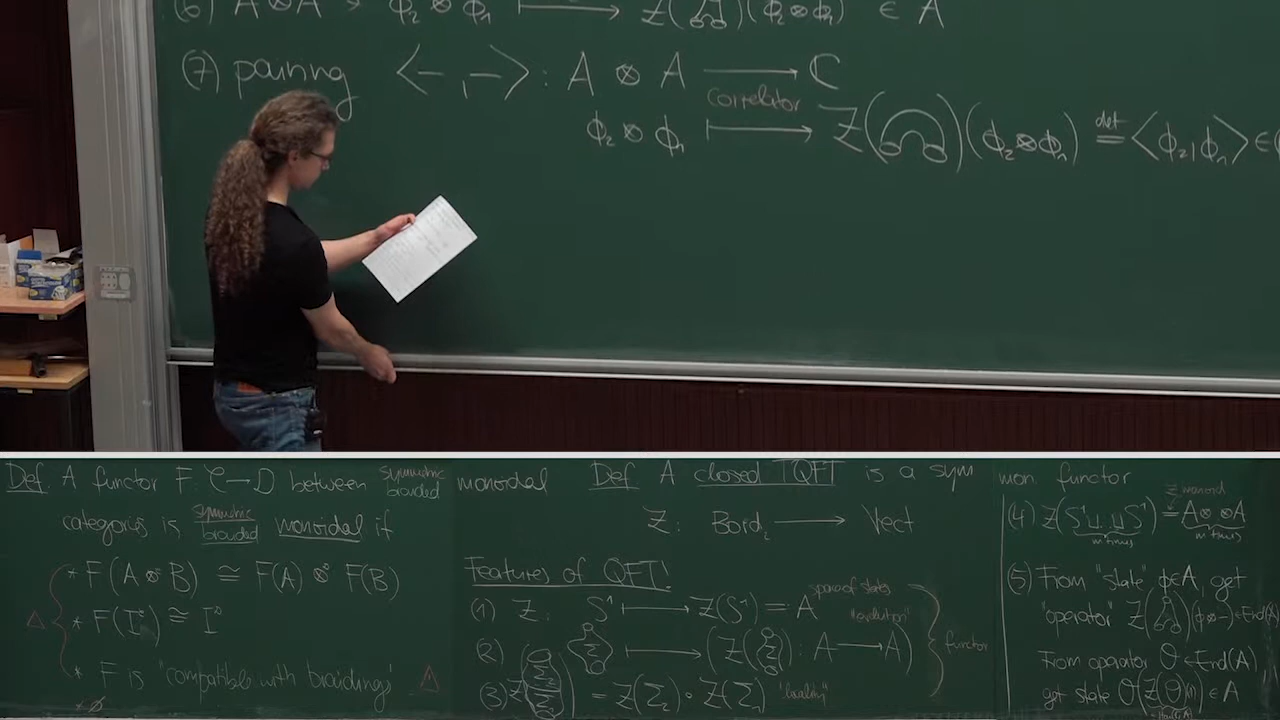 (6) A⊗A ∋ ϕ₂⊗ϕ₁ ⟼ Z( )(ϕ₂⊗ϕ₁) ∈ A
(7) pairing <–,–> : A ⊗ A ⟶ ℂ
correlator
ϕ₂⊗ϕ₁ ⟼ Z( )(ϕ₂⊗ϕ₁) def = <ϕ₂|ϕ₁> ∈
Def. A functor F: C→D between symmetric braided monoidal
categories is symmetric braided monoidal if
* F(A⊗B) ≅ F(A)⊗F(B)
* F(I) ≅ I
* F is "compatible with braidings"
Def A closed TQFT is a sym mon. functor
Z: Bord₂ ⟶ Vect
Features of QFT!
(1) Z: S¹ ⟼ Z(S¹) = A space of states
(2) ⟼ (Z( ): A ⟶ A) "evolution"
functor
(3) Z( ) = Z(Σ₂) ∘ Z(Σ₁) "locality"
(4) Z(S¹⊔…⊔S¹) = A⊗…⊗A
m times m times
Z monoid
(5) From "state" ϕ∈A, get
"operator" Z( )(ϕ⊗–) ∈ End(A)
From operator O ∈ End(A)
get state O(Z( )(1)) ∈ A